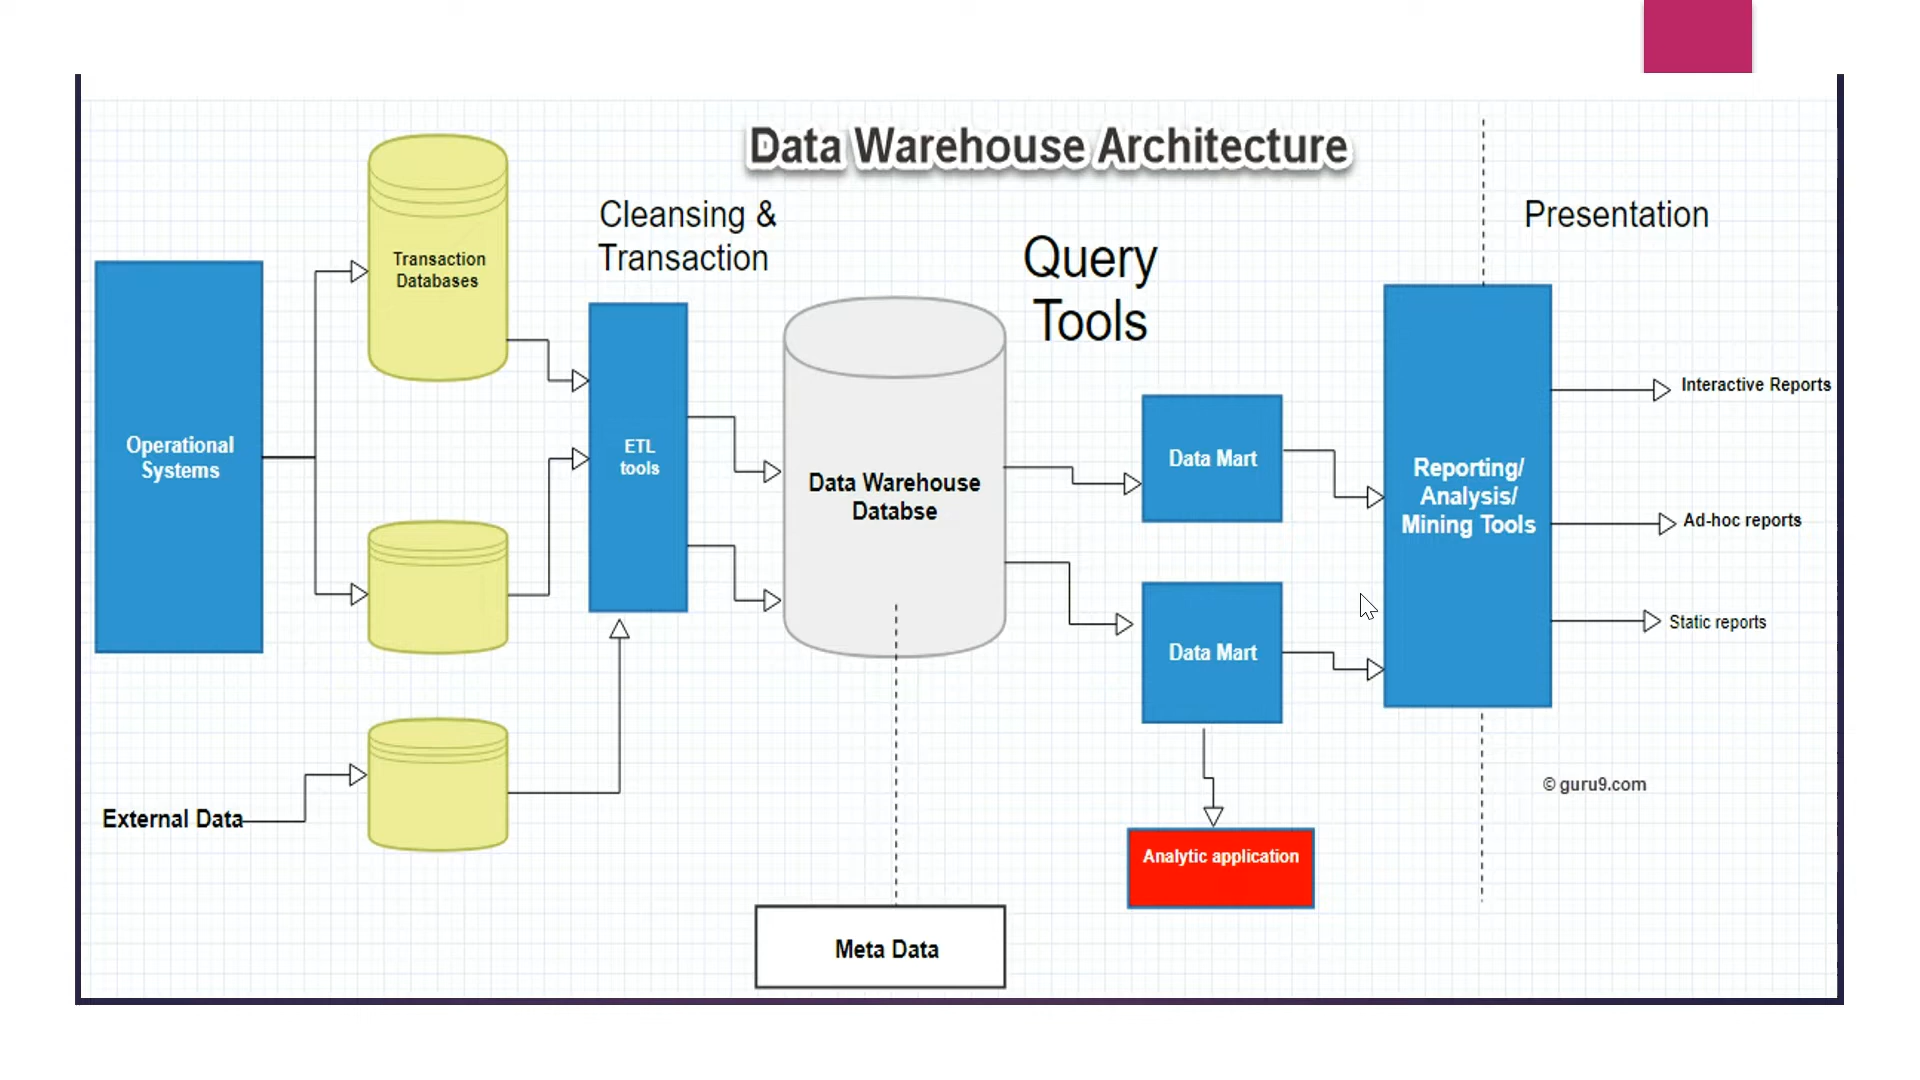 Data Warehouse Architecture
Cleansing &
Transaction
Query
Tools
Presentation
Transaction
Databases
Operational
Systems
ETL
tools
Data Warehouse
Databse
Data Mart
Data Mart
Reporting/
Analysis/
Mining Tools
Interactive Reports
Ad-hoc reports
Static reports
External Data
Analytic application
Meta Data
© guru9.com